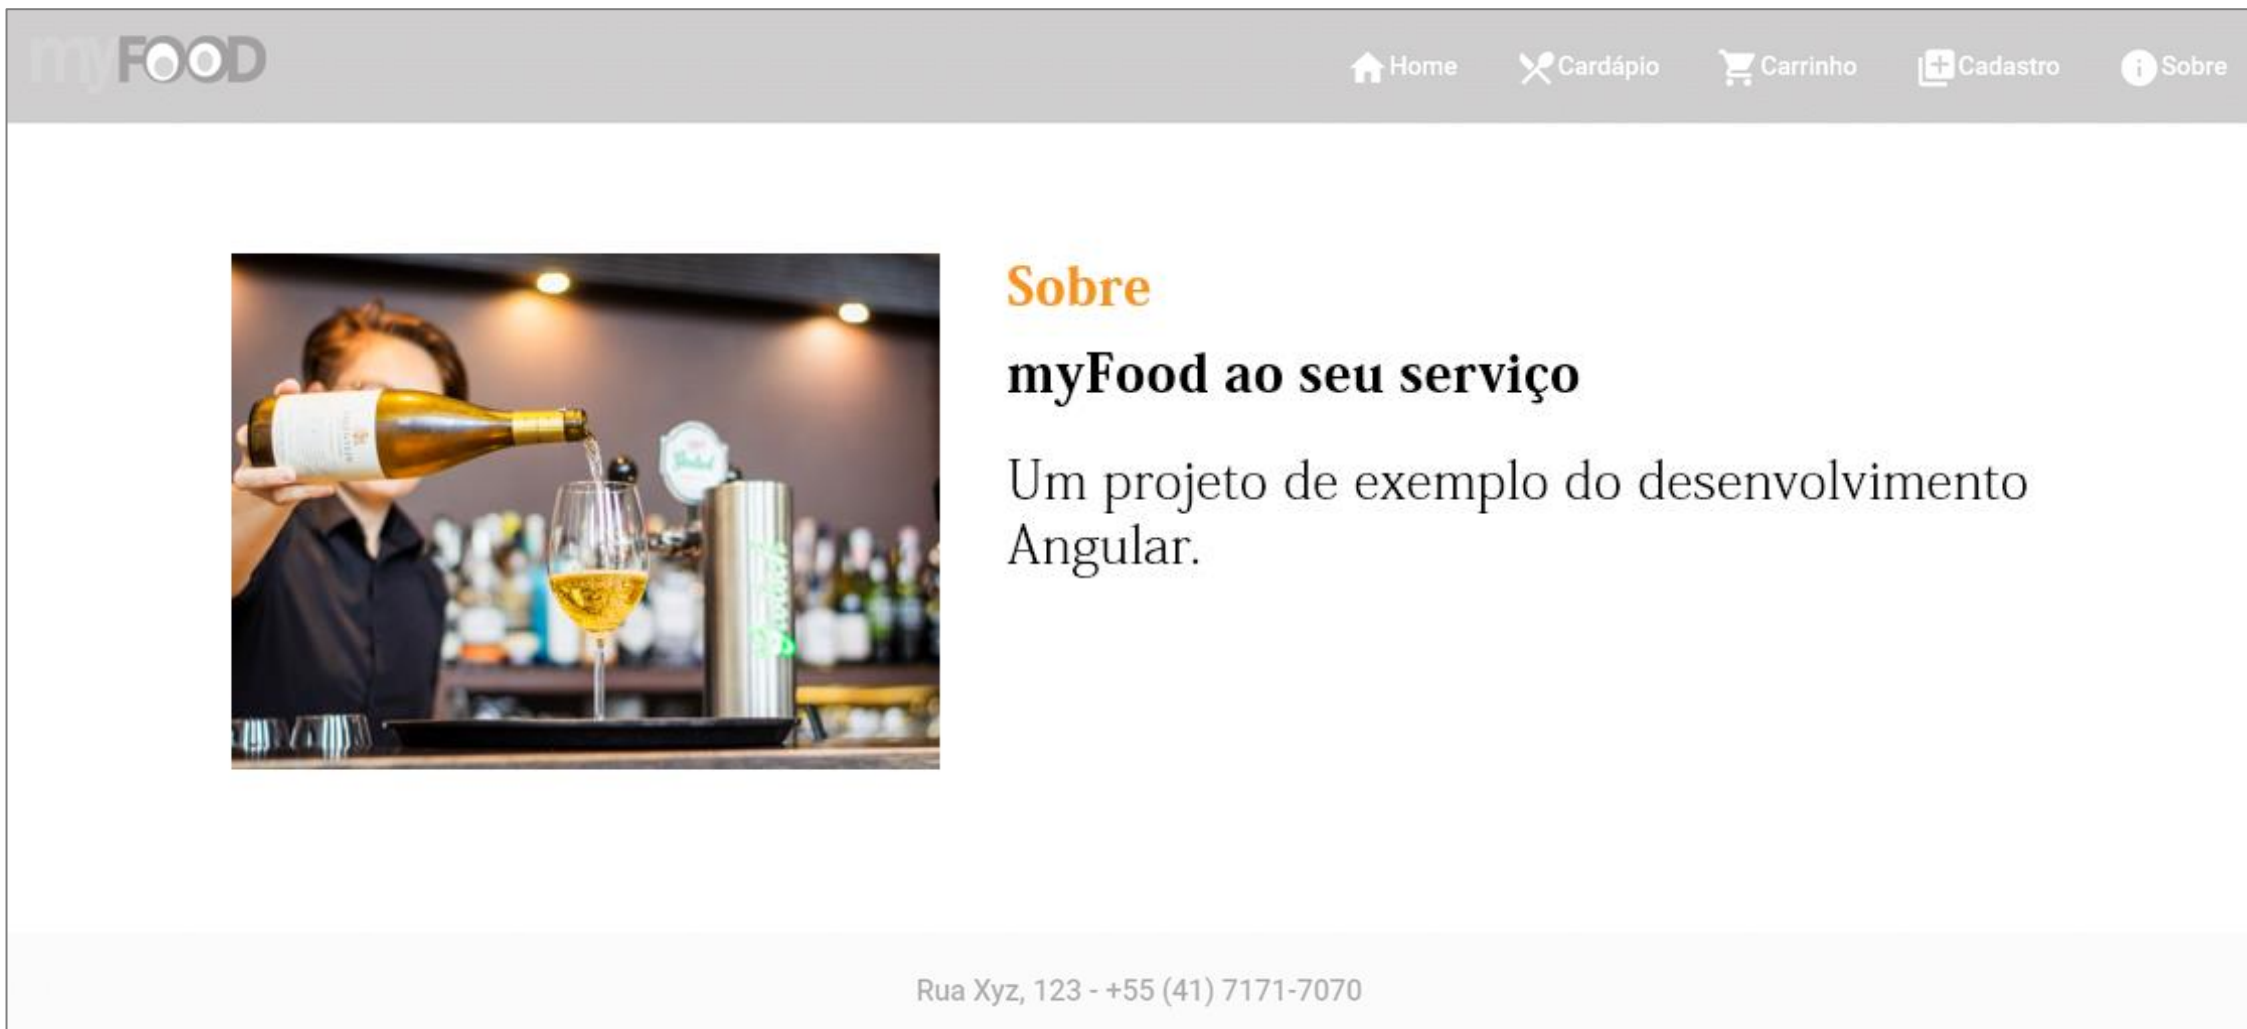 myFOOD
Home Cardápio Carrinho Cadastro Sobre
Sobre
myFood ao seu serviço
Um projeto de exemplo do desenvolvimento
Angular.
Rua Xyz, 123 - +55 (41) 7171-7070